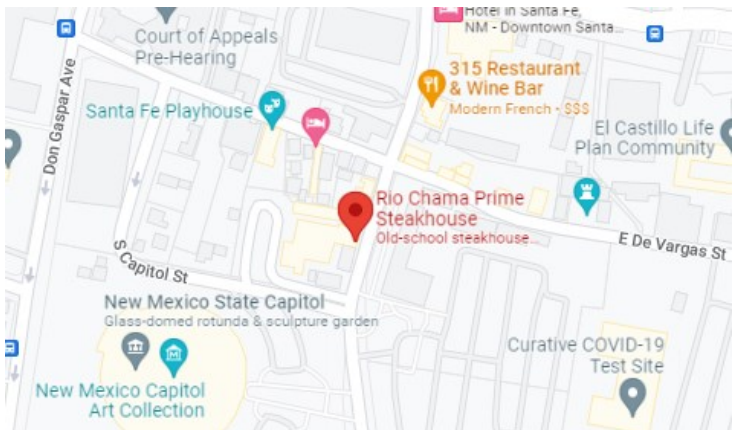 Hotel in Santa Fe,
NM - Downtown Santa...
Court of Appeals
Pre-Hearing
315 Restaurant
& Wine Bar
Modern French - $$$
Don Gaspar Ave
Santa Fe Playhouse
El Castillo Life
Plan Community
Rio Chama Prime
Steakhouse
Old-school steakhouse...
E De Vargas St
S Capitol St
New Mexico State Capitol
Glass-domed rotunda & sculpture garden
Curative COVID-19
Test Site
New Mexico Capitol
Art Collection